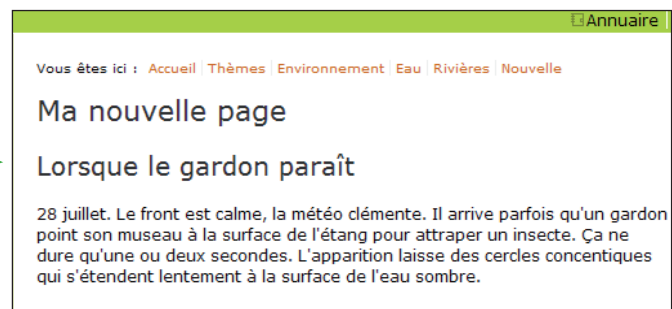 Annuaire
Vous êtes ici : Accueil Thèmes Environnement Eau Rivières Nouvelle
Ma nouvelle page
Lorsque le gardon paraît
28 juillet. Le front est calme, la météo clémente. Il arrive parfois qu'un gardon
point son museau à la surface de l'étang pour attraper un insecte. Ça ne
dure qu'une ou deux secondes. L'apparition laisse des cercles concentiques
qui s'étendent lentement à la surface de l'eau sombre.